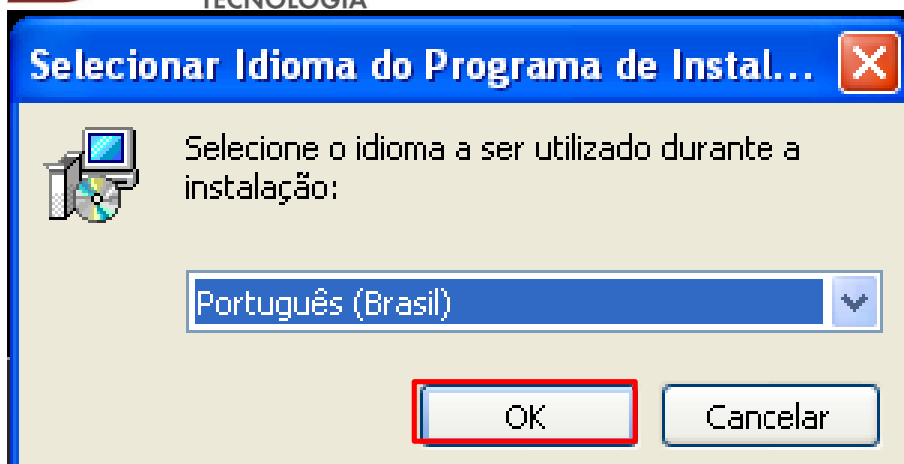 TECNOLOGIA
Selecionar Idioma do Programa de Instal...
Selecione o idioma a ser utilizado durante a
instalação:
Português (Brasil)
OK
Cancelar